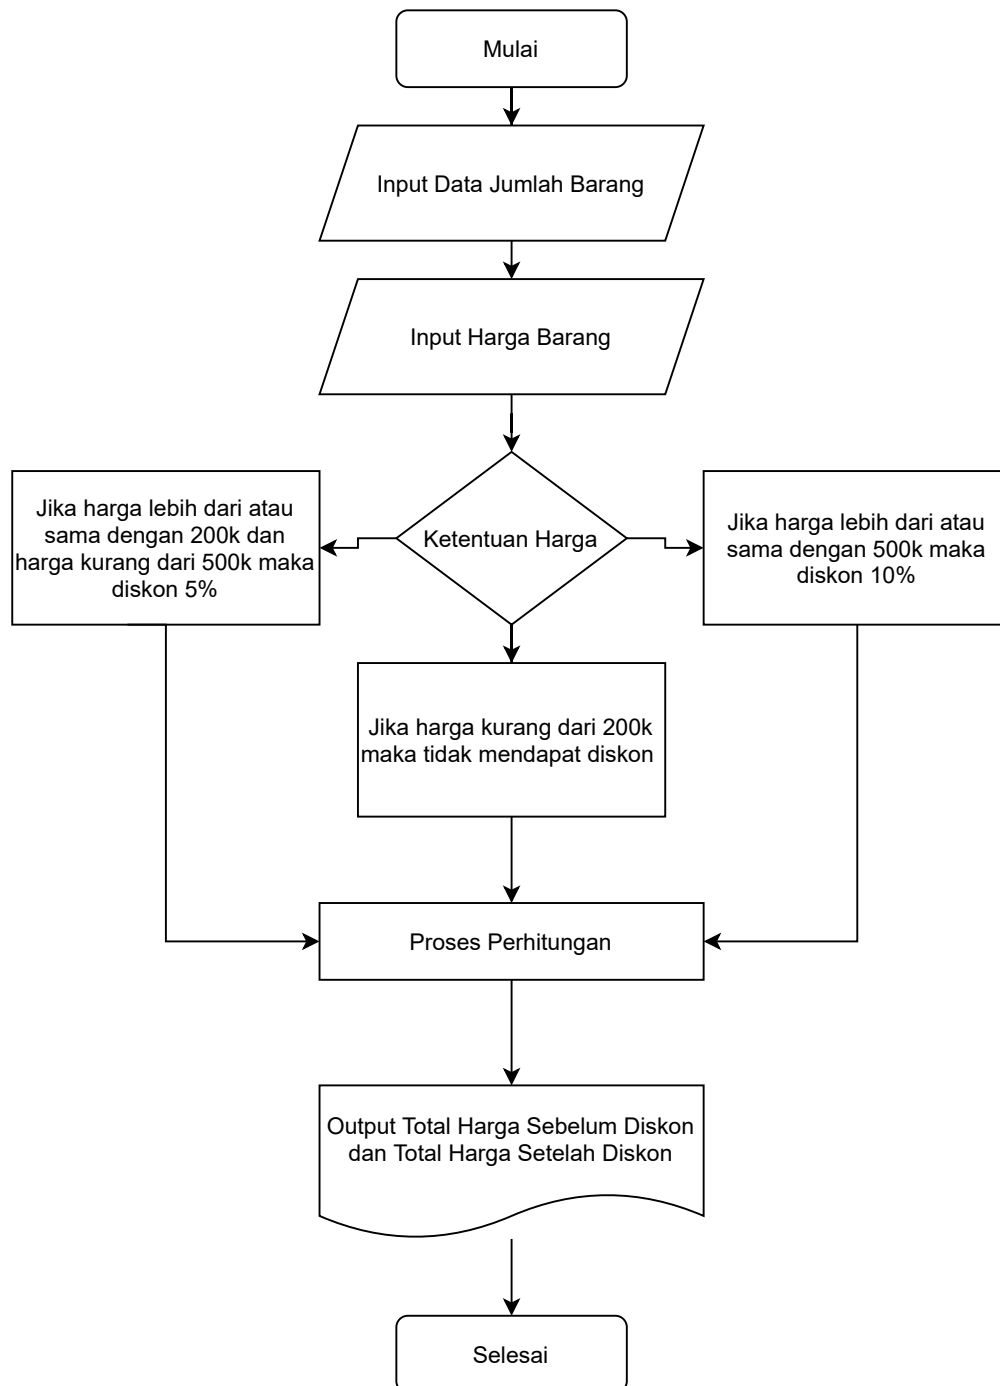 Mulai
Input Data Jumlah Barang
Input Harga Barang
Ketentuan Harga
Jika harga lebih dari atau
sama dengan 200k dan
harga kurang dari 500k maka
diskon 5%
Jika harga lebih dari atau
sama dengan 500k maka
diskon 10%
Jika harga kurang dari 200k
maka tidak mendapat diskon
Proses Perhitungan
Output Total Harga Sebelum Diskon
dan Total Harga Setelah Diskon
Selesai